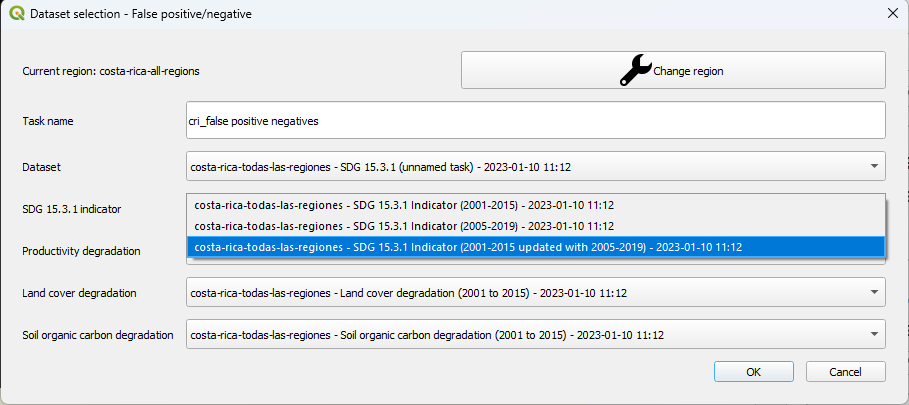 Dataset selection - False positive/negative
Current region: costa-rica-all-regions
Change region
Task name
cri_false positive negatives
Dataset
costa-rica-todas-las-regiones - SDG 15.3.1 (unnamed task) - 2023-01-10 11:12
SDG 15.3.1 indicator
costa-rica-todas-las-regiones - SDG 15.3.1 Indicator (2001-2015) - 2023-01-10 11:12
costa-rica-todas-las-regiones - SDG 15.3.1 Indicator (2005-2019) - 2023-01-10 11:12
costa-rica-todas-las-regiones - SDG 15.3.1 Indicator (2001-2015 updated with 2005-2019) - 2023-01-10 11:12
Productivity degradation
Land cover degradation
costa-rica-todas-las-regiones - Land cover degradation (2001 to 2015) - 2023-01-10 11:12
Soil organic carbon degradation
costa-rica-todas-las-regiones - Soil organic carbon degradation (2001 to 2015) - 2023-01-10 11:12
OK
Cancel